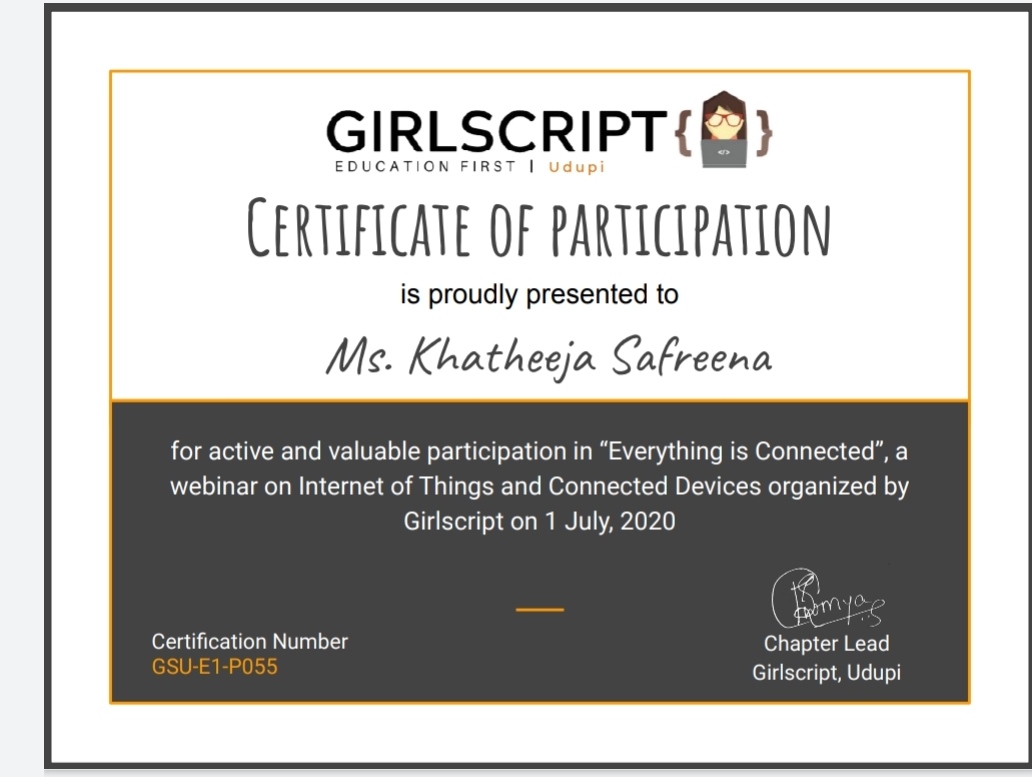 GIRLSCRIPT { </> }
EDUCATION FIRST | Udupi
CERTIFICATE OF PARTICIPATION
is proudly presented to
Ms. Khatheeja Safreena
for active and valuable participation in “Everything is Connected”, a
webinar on Internet of Things and Connected Devices organized by
Girlscript on 1 July, 2020
Certification Number
GSU-E1-P055
Chapter Lead
Girlscript, Udupi